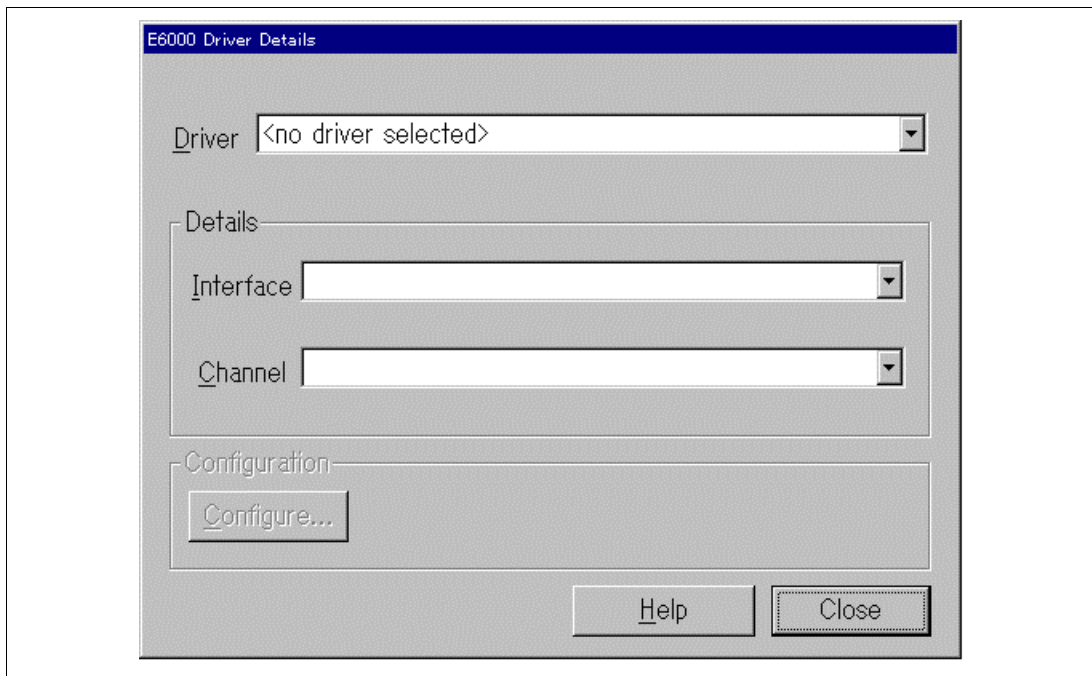 E6000 Driver Details
Driver <no driver selected>
Details
Interface
Channel
Configuration
Configure...
Help Close